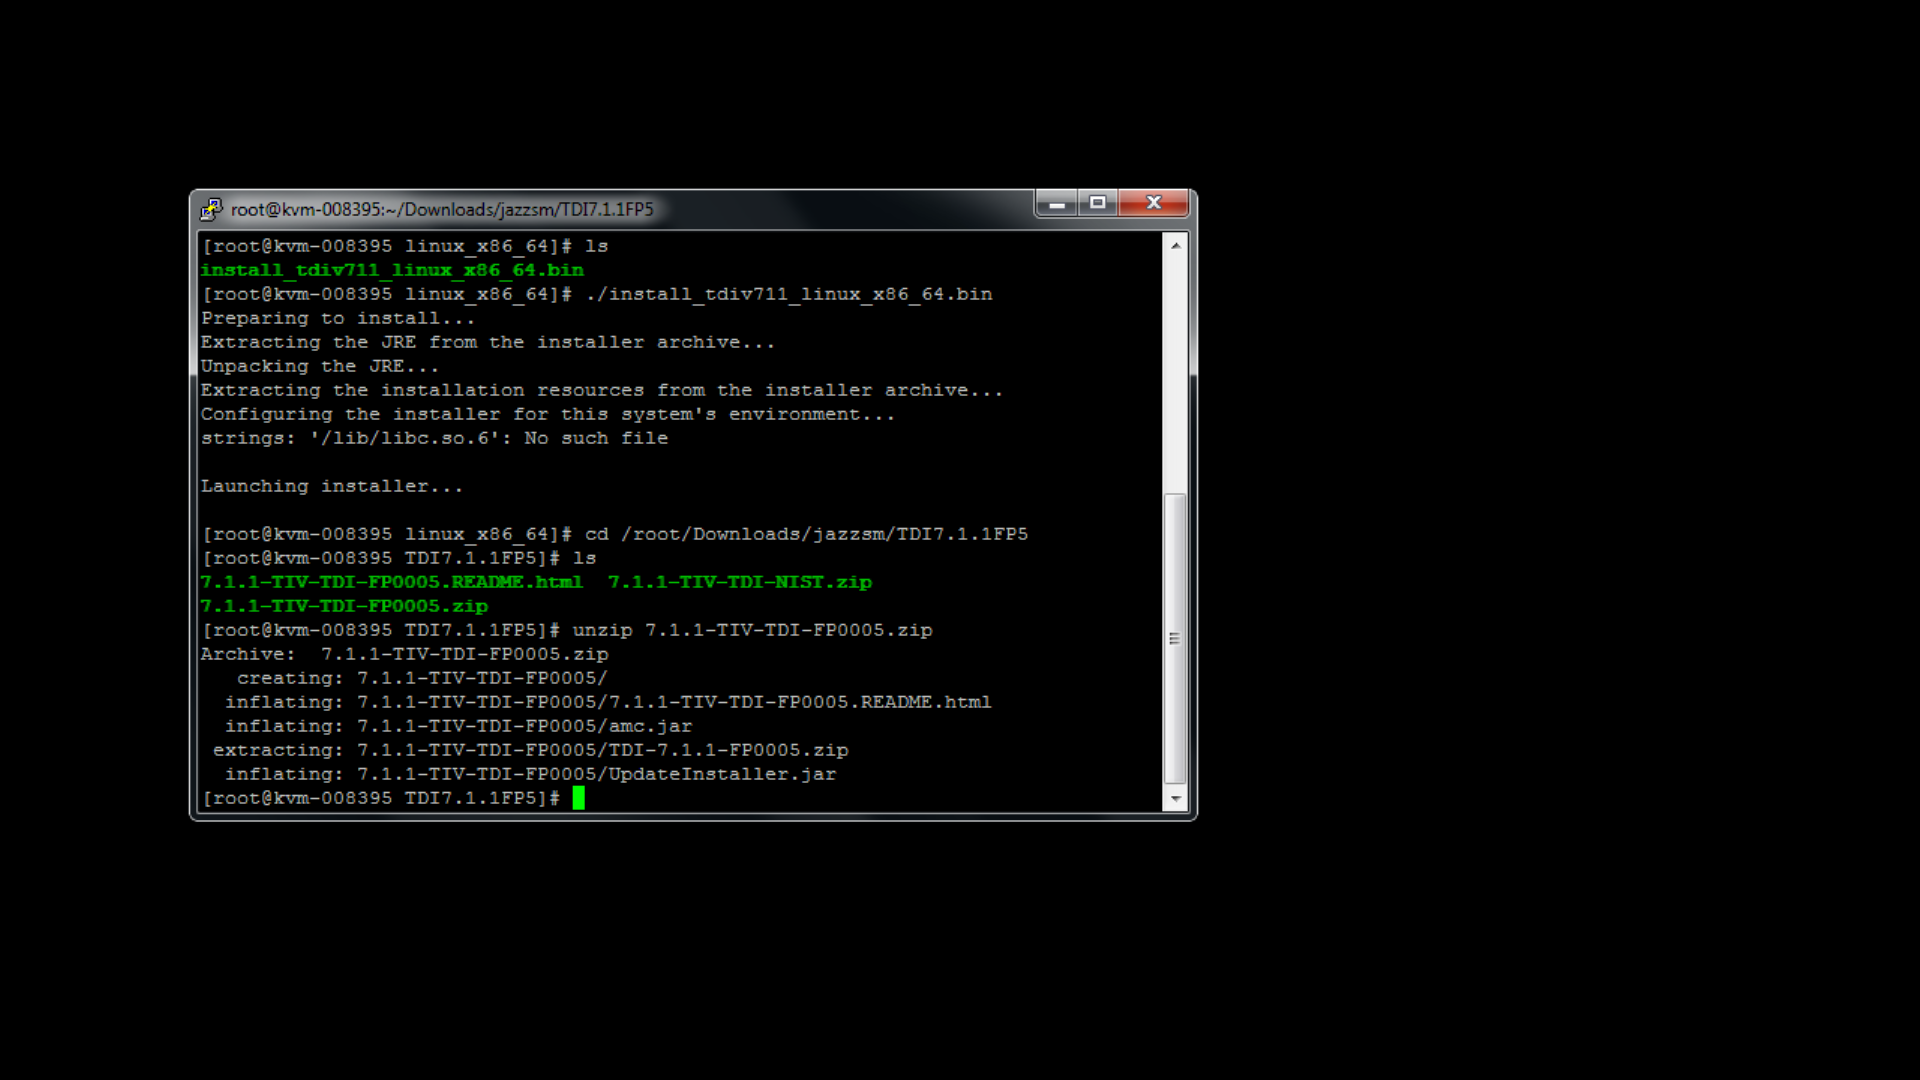 root@kvm-008395:~/Downloads/jazzsm/TDI7.1.1FP5
[root@kvm-008395 linux_x86_64]# ls
install_tdiv711_linux_x86_64.bin
[root@kvm-008395 linux_x86_64]# ./install_tdiv711_linux_x86_64.bin
Preparing to install...
Extracting the JRE from the installer archive...
Unpacking the JRE...
Extracting the installation resources from the installer archive...
Configuring the installer for this system's environment...
strings: '/lib/libc.so.6': No such file
Launching installer...
[root@kvm-008395 linux_x86_64]# cd /root/Downloads/jazzsm/TDI7.1.1FP5
[root@kvm-008395 TDI7.1.1FP5]# ls
7.1.1-TIV-TDI-FP0005.README.html  7.1.1-TIV-TDI-NIST.zip
7.1.1-TIV-TDI-FP0005.zip
[root@kvm-008395 TDI7.1.1FP5]# unzip 7.1.1-TIV-TDI-FP0005.zip
Archive:  7.1.1-TIV-TDI-FP0005.zip
   creating: 7.1.1-TIV-TDI-FP0005/
  inflating: 7.1.1-TIV-TDI-FP0005/7.1.1-TIV-TDI-FP0005.README.html
  inflating: 7.1.1-TIV-TDI-FP0005/amc.jar
 extracting: 7.1.1-TIV-TDI-FP0005/TDI-7.1.1-FP0005.zip
  inflating: 7.1.1-TIV-TDI-FP0005/UpdateInstaller.jar
[root@kvm-008395 TDI7.1.1FP5]#